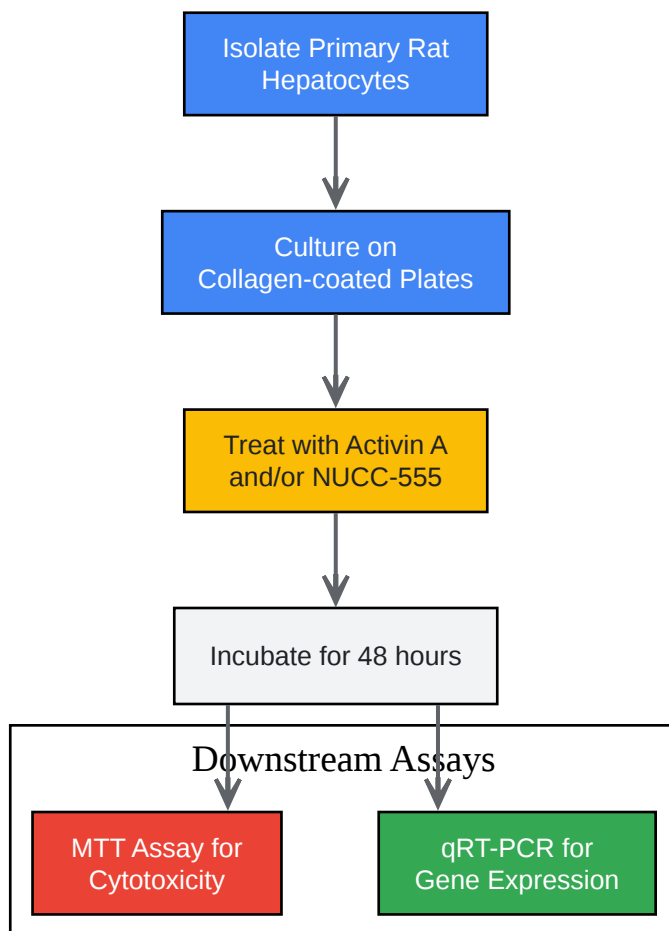 Isolate Primary Rat
Hepatocytes
Culture on
Collagen-coated Plates
Treat with Activin A
and/or NUCC-555
Incubate for 48 hours
Downstream Assays
MTT Assay for
Cytotoxicity
qRT-PCR for
Gene Expression